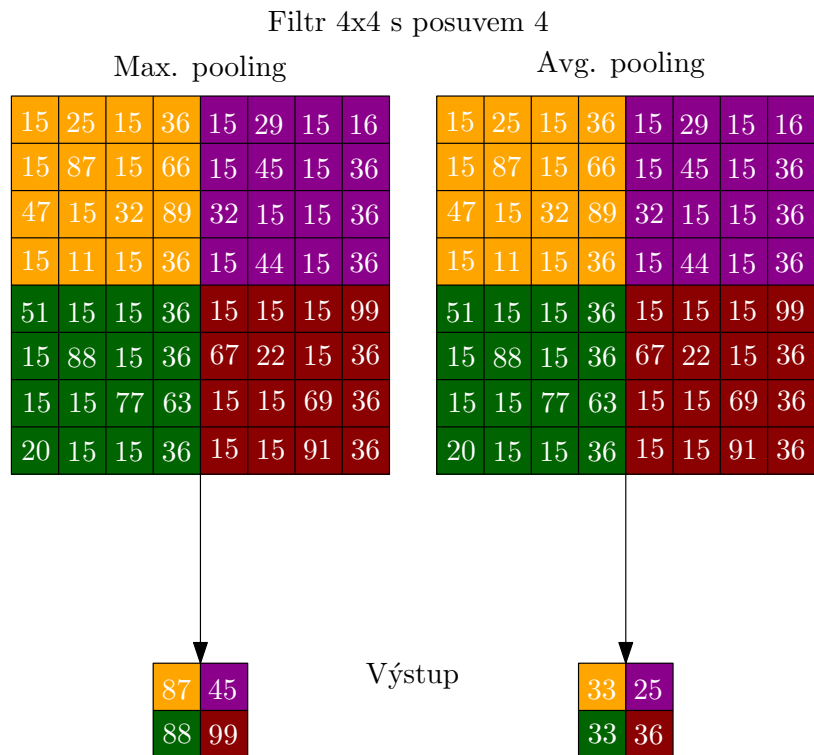 Filtr 4x4 s posuvem 4
Max. pooling Avg. pooling
15 25 15 36 15 29 15 16 15 25 15 36 15 29 15 16
15 87 15 66 15 45 15 36 15 87 15 66 15 45 15 36
47 15 32 89 32 15 15 36 47 15 32 89 32 15 15 36
15 11 15 36 15 44 15 36 15 11 15 36 15 44 15 36
51 15 15 36 15 15 15 99 51 15 15 36 15 15 15 99
15 88 15 36 67 22 15 36 15 88 15 36 67 22 15 36
15 15 77 63 15 15 69 36 15 15 77 63 15 15 69 36
20 15 15 36 15 15 91 36 20 15 15 36 15 15 91 36
Výstup
87 45 33 25
88 99 33 36